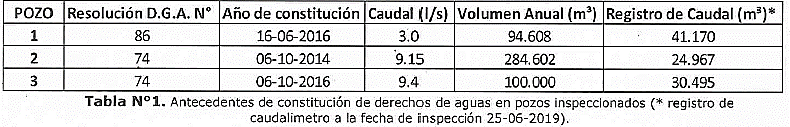 POZO Resolución D.G.A. N° Año de constitución Caudal (l/s) Volumen Anual (m³) Registro de Caudal (m³)*
1 86 16-06-2016 3.0 94.608 41.170
2 74 06-10-2014 9.15 284.602 24.967
3 74 06-10-2016 9.4 100.000 30.495
Tabla N°1. Antecedentes de constitución de derechos de aguas en pozos inspeccionados (* registro de
caudalimetro a la fecha de inspección 25-06-2019).